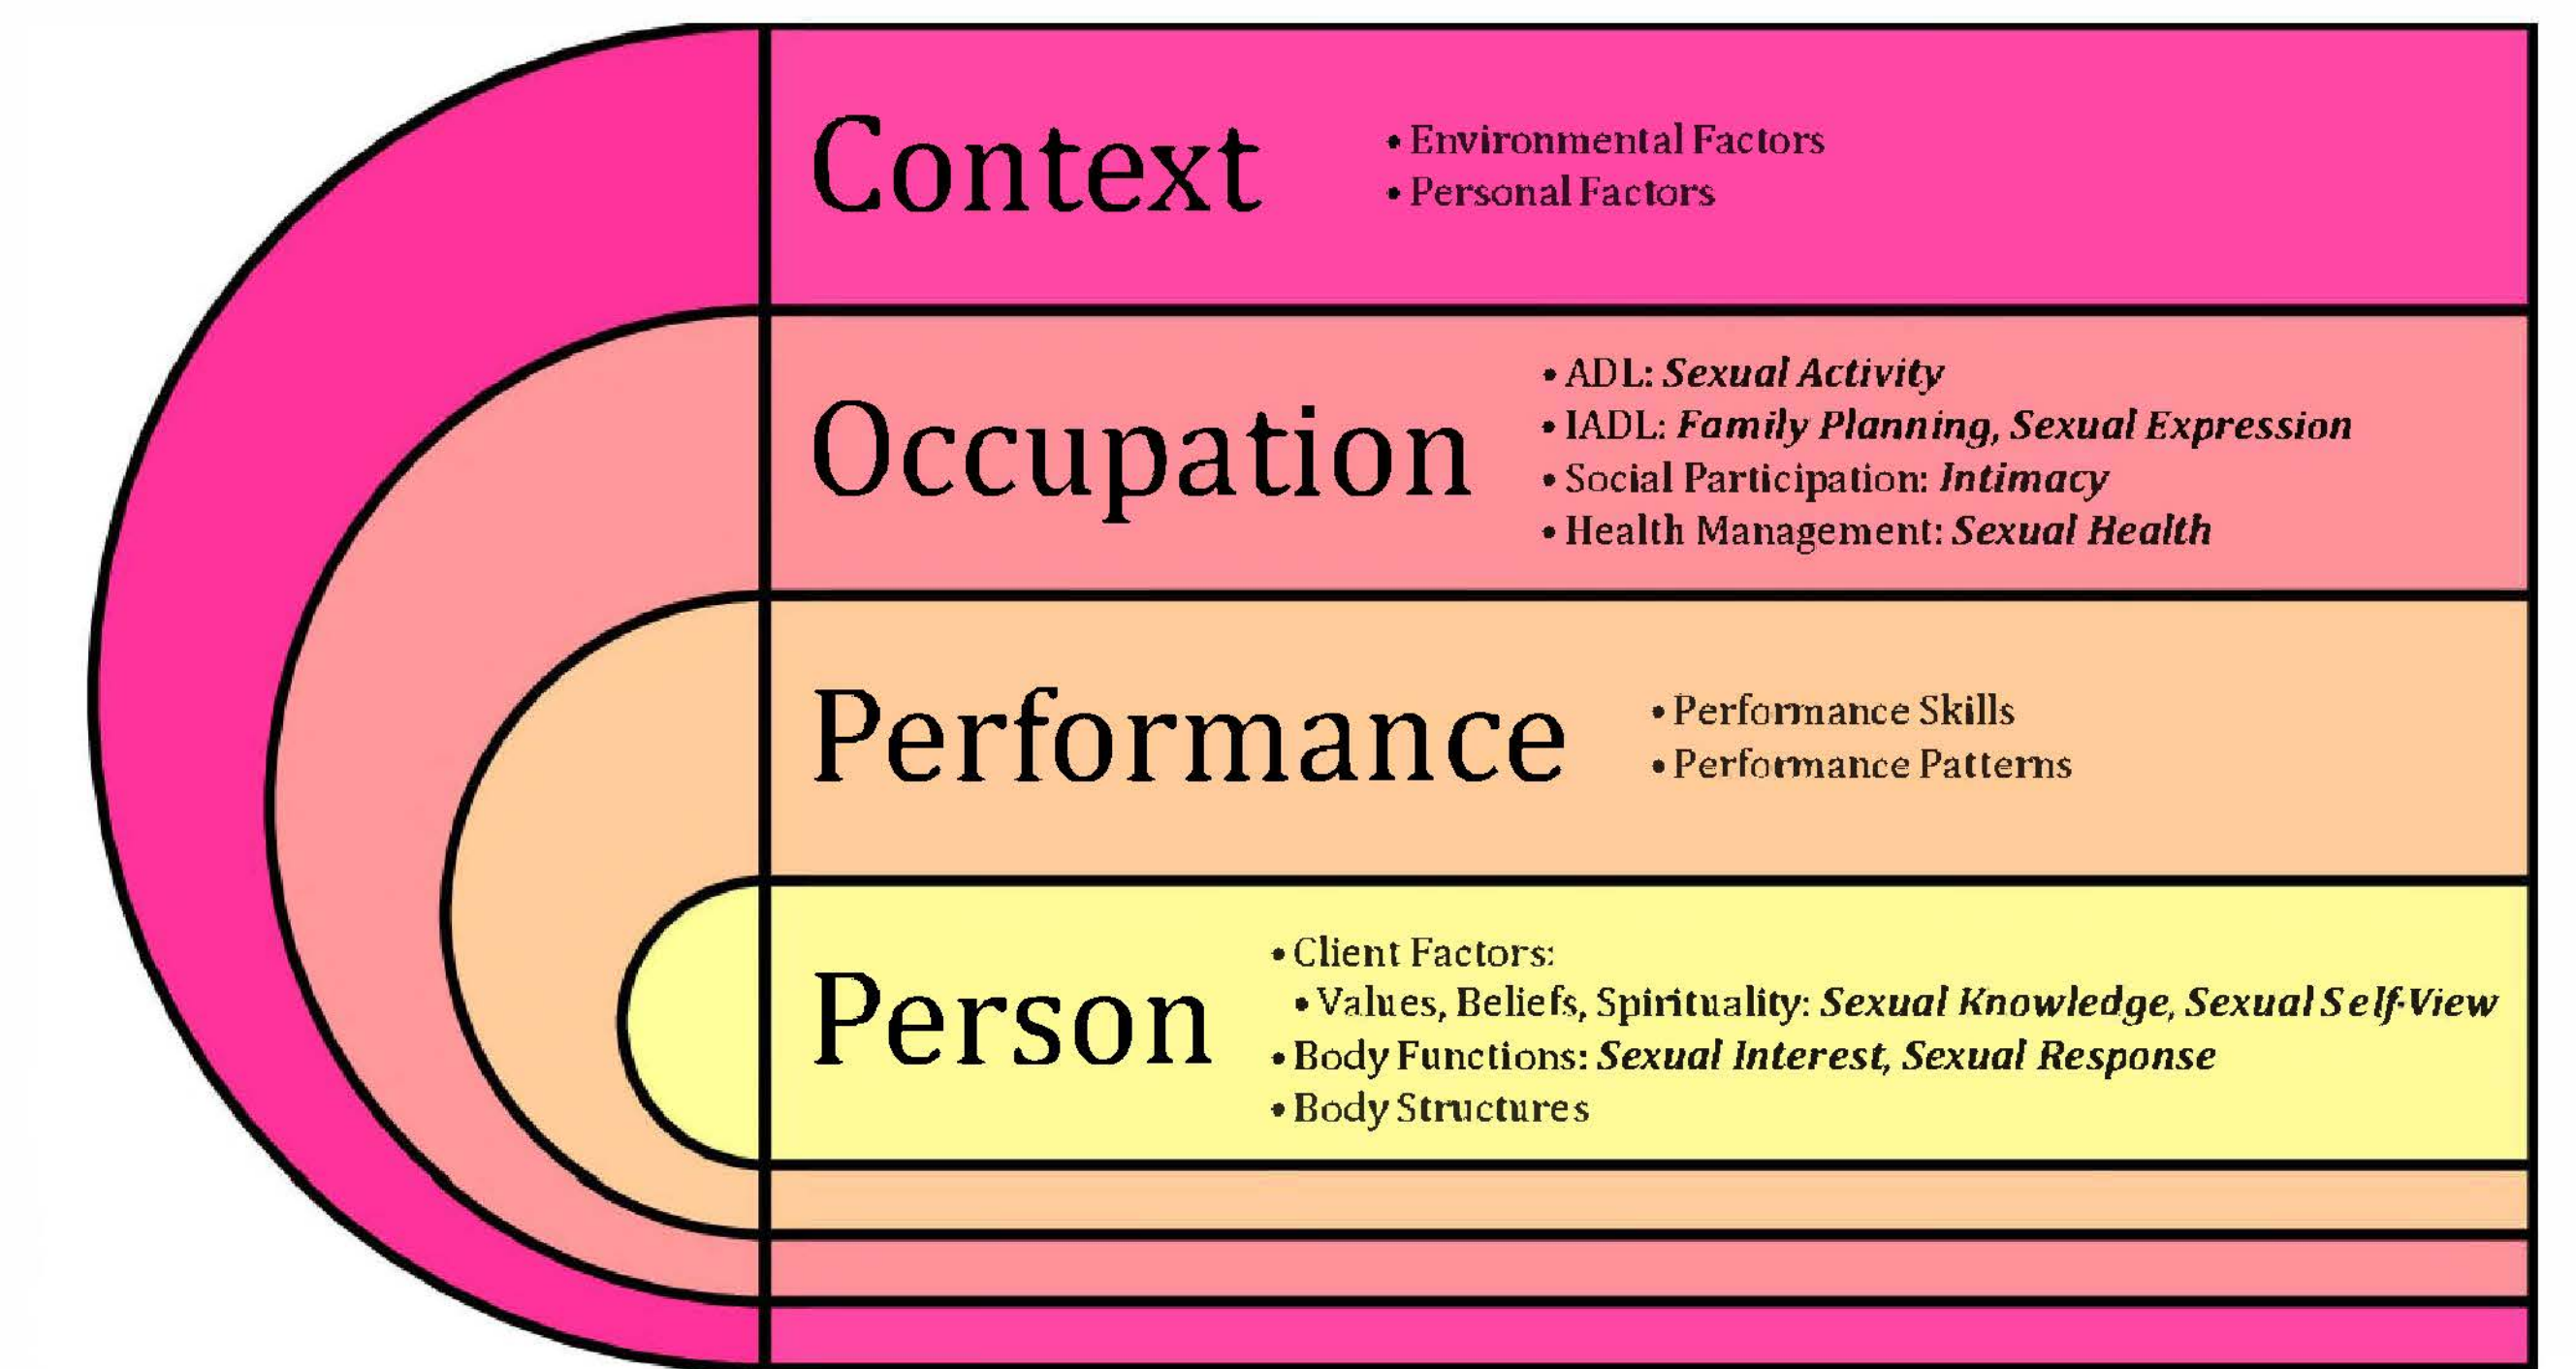 Context
• Environmental Factors
• Personal Factors
Occupation
• ADL: Sexual Activity
• IADL: Family Planning, Sexual Expression
• Social Participation: Intimacy
• Health Management: Sexual Health
Performance
• Performance Skills
• Performance Patterns
Person
• Client Factors:
• Values, Beliefs, Spirituality: Sexual Knowledge, Sexual Self-View
• Body Functions: Sexual Interest, Sexual Response
• Body Structures